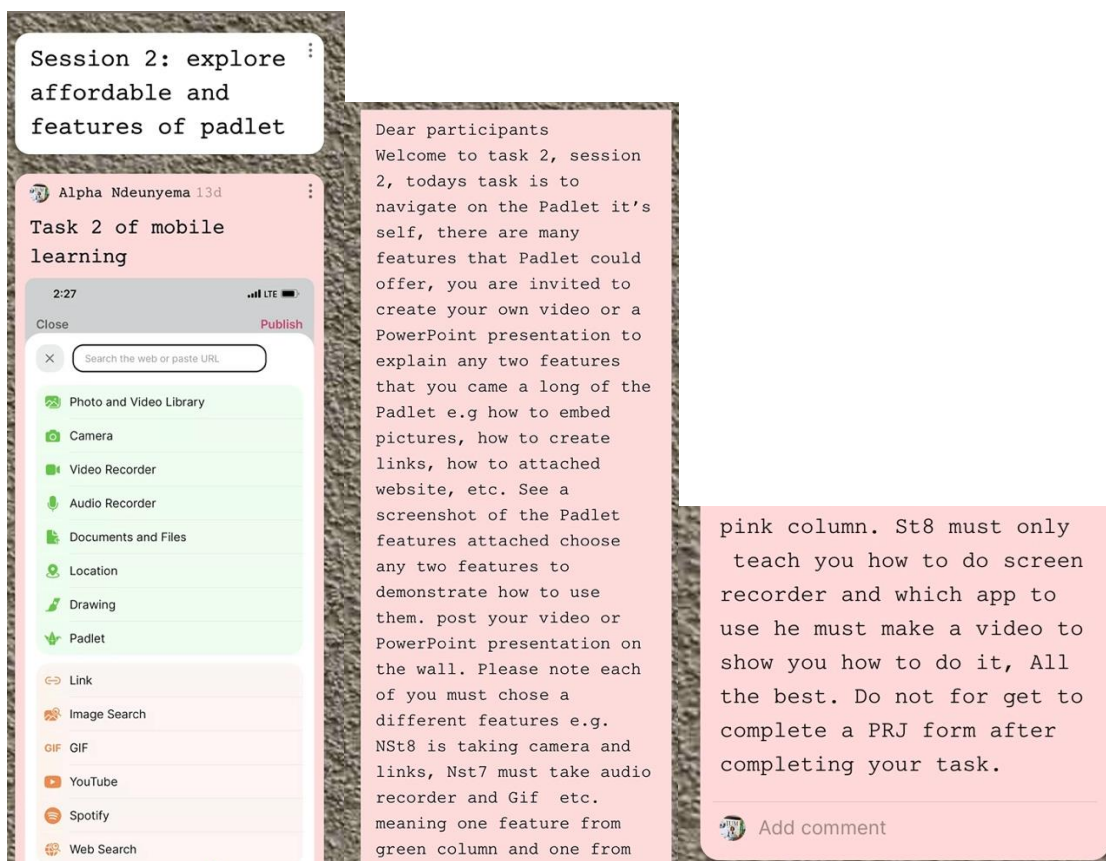 Session 2: explore
affordable and
features of padlet
Alpha Ndeunyema 13d
Task 2 of mobile
learning
2:27
LTE
Close
Publish
Search the web or paste URL
Photo and Video Library
Camera
Video Recorder
Audio Recorder
Documents and Files
Location
Drawing
Padlet
Link
Image Search
GIF GIF
YouTube
Spotify
Web Search
Dear participants
Welcome to task 2, session
2, todays task is to
navigate on the Padlet it’s
self, there are many
features that Padlet could
offer, you are invited to
create your own video or a
PowerPoint presentation to
explain any two features
that you came a long of the
Padlet e.g how to embed
pictures, how to create
links, how to attached
website, etc. See a
screenshot of the Padlet
features attached choose
any two features to
demonstrate how to use
them. post your video or
PowerPoint presentation on
the wall. Please note each
of you must chose a
different features e.g.
NSt8 is taking camera and
links, Nst7 must take audio
recorder and Gif etc.
meaning one feature from
green column and one from
pink column. St8 must only
teach you how to do screen
recorder and which app to
use he must make a video to
show you how to do it, All
the best. Do not for get to
complete a PRJ form after
completing your task.
Add comment